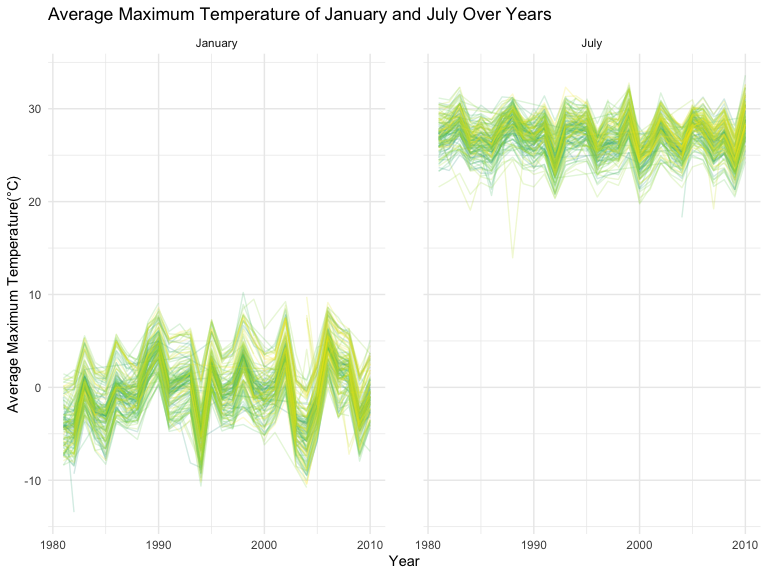 Average Maximum Temperature of January and July Over Years
January July
Average Maximum Temperature(°C)
30
20
10
0
-10
1980 1990 2000 2010 1980 1990 2000 2010
Year